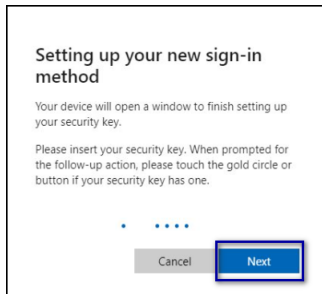 Setting up your new sign-in
method
Your device will open a window to finish setting up
your security key.
Please insert your security key. When prompted for
the follow-up action, please touch the gold circle or
button if your security key has one.
Cancel Next